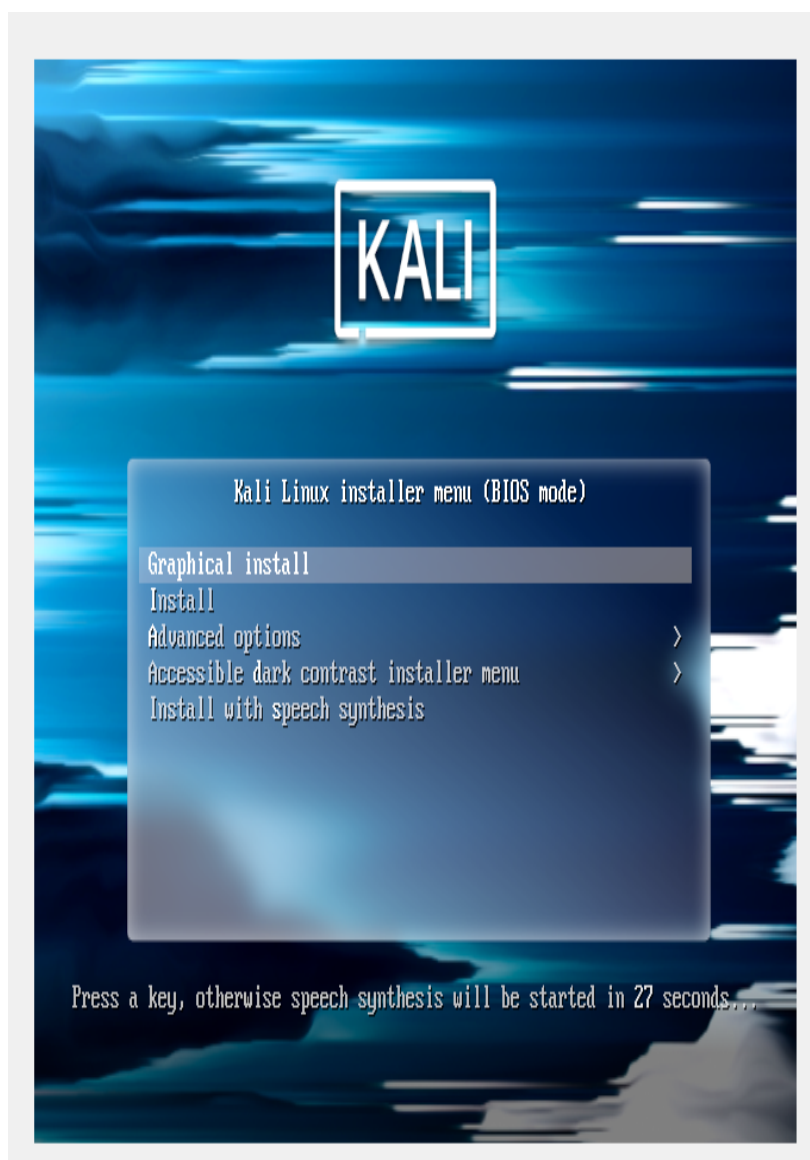 KALI
Kali Linux installer menu (BIOS mode)
Graphical install
Install
Advanced options >
Accessible dark contrast installer menu >
Install with speech synthesis
Press a key, otherwise speech synthesis will be started in 27 seconds...